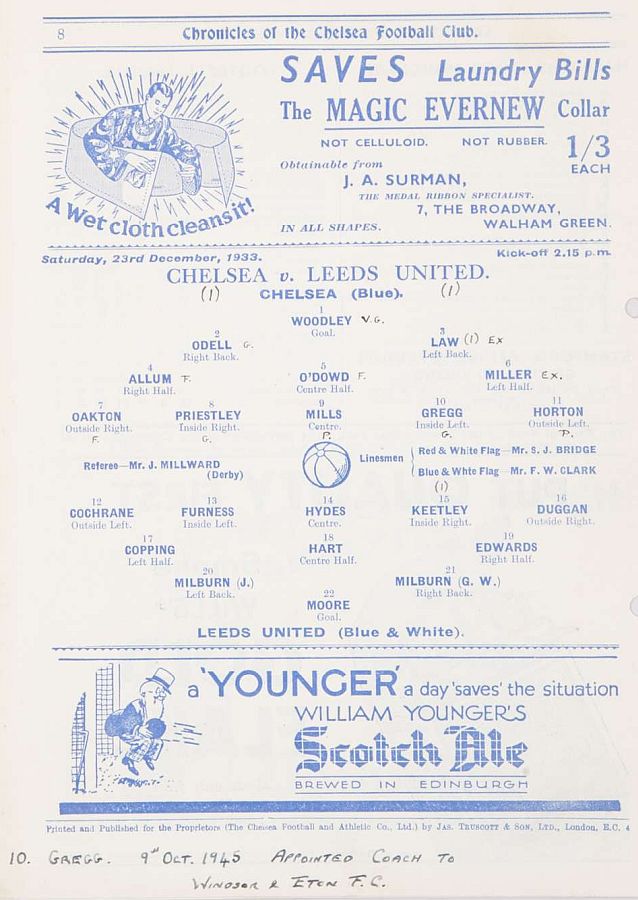 8 Chronicles of the Chelsea Football Club.
SAVES Laundry Bills
The MAGIC EVERNEW Collar
NOT CELLULOID. NOT RUBBER. 1/3 EACH
Obtainable from
J. A. SURMAN,
THE MEDAL RIBBON SPECIALIST.
7, THE BROADWAY,
IN ALL SHAPES. WALHAM GREEN.
A wet cloth cleans it!
Saturday, 23rd December, 1933. Kick-off 2.15 p.m.
CHELSEA v. LEEDS UNITED.
(1) CHELSEA (Blue). (1)
1
WOODLEY V.G.
Goal.
2 3
ODELL G. LAW (1) Ex
Right Back. Left Back.
4 5 6
ALLUM F. O'DOWD F. MILLER Ex.
Right Half. Centre Half. Left Half.
7 8 9 10 11
OAKTON PRIESTLEY MILLS GREGG HORTON
Outside Right. Inside Right. Centre. Inside Left. Outside Left.
F. G. P. G. P.
Referee—Mr. J. MILLWARD
(Derby)
Linesmen
Red & White Flag—Mr. S. J. BRIDGE
Blue & Whte Flag—Mr. F. W. CLARK
(1)
12 13 14 15 16
COCHRANE FURNESS HYDES KEETLEY DUGGAN
Outside Left. Inside Left. Centre. Inside Right. Outside Right.
17 18 19
COPPING HART EDWARDS
Left Half. Centre Half. Right Half.
20 21
MILBURN (J.) MILBURN (G. W.)
Left Back. Right Back.
22
MOORE
Goal.
LEEDS UNITED (Blue & White).
a 'YOUNGER' a day 'saves' the situation
WILLIAM YOUNGER'S
Scotch Ale
BREWED IN EDINBURGH
Printed and Published for the Proprietors (The Chelsea Football and Athletic Co., Ltd.) by JAS. TRUSCOTT & SON, LTD., London, E.C. 4
10. GREGG. 9th OCT. 1945 APPOINTED COACH TO
WINDSOR & ETON F.C.